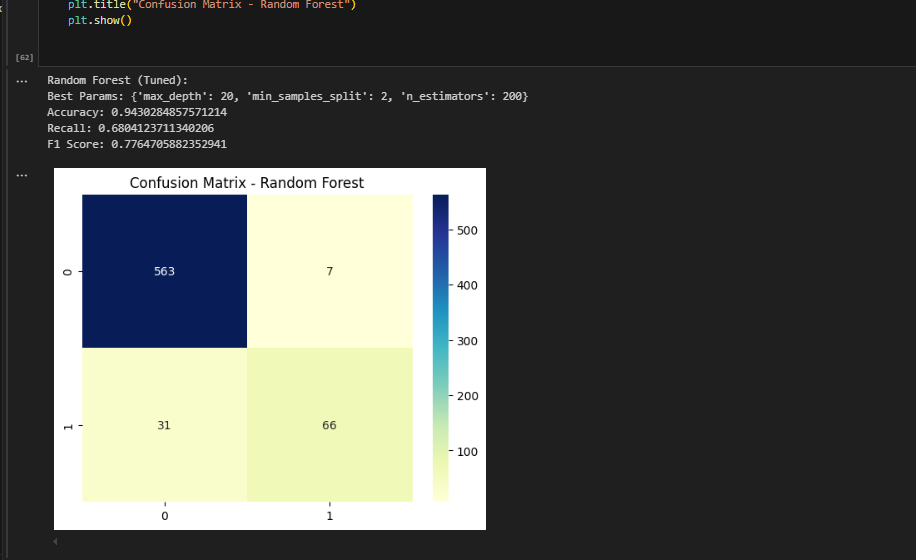 plt.title("Confusion Matrix - Random Forest")
plt.show()
[62]
...
Random Forest (Tuned):
Best Params: {'max_depth': 20, 'min_samples_split': 2, 'n_estimators': 200}
Accuracy: 0.9430284857571214
Recall: 0.6804123711340206
F1 Score: 0.7764705882352941
...
Confusion Matrix - Random Forest
0
563
7
1
31
66
0
1
500
400
300
200
100